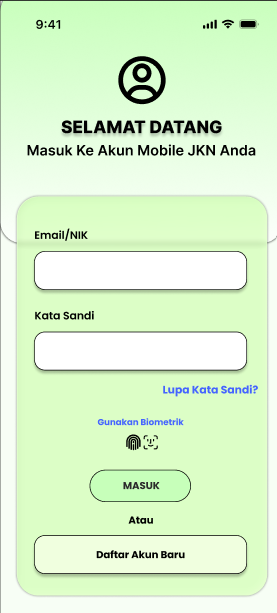 9:41
SELAMAT DATANG
Masuk Ke Akun Mobile JKN Anda
Email/NIK
Kata Sandi
Lupa Kata Sandi?
Gunakan Biometrik
MASUK
Atau
Daftar Akun Baru